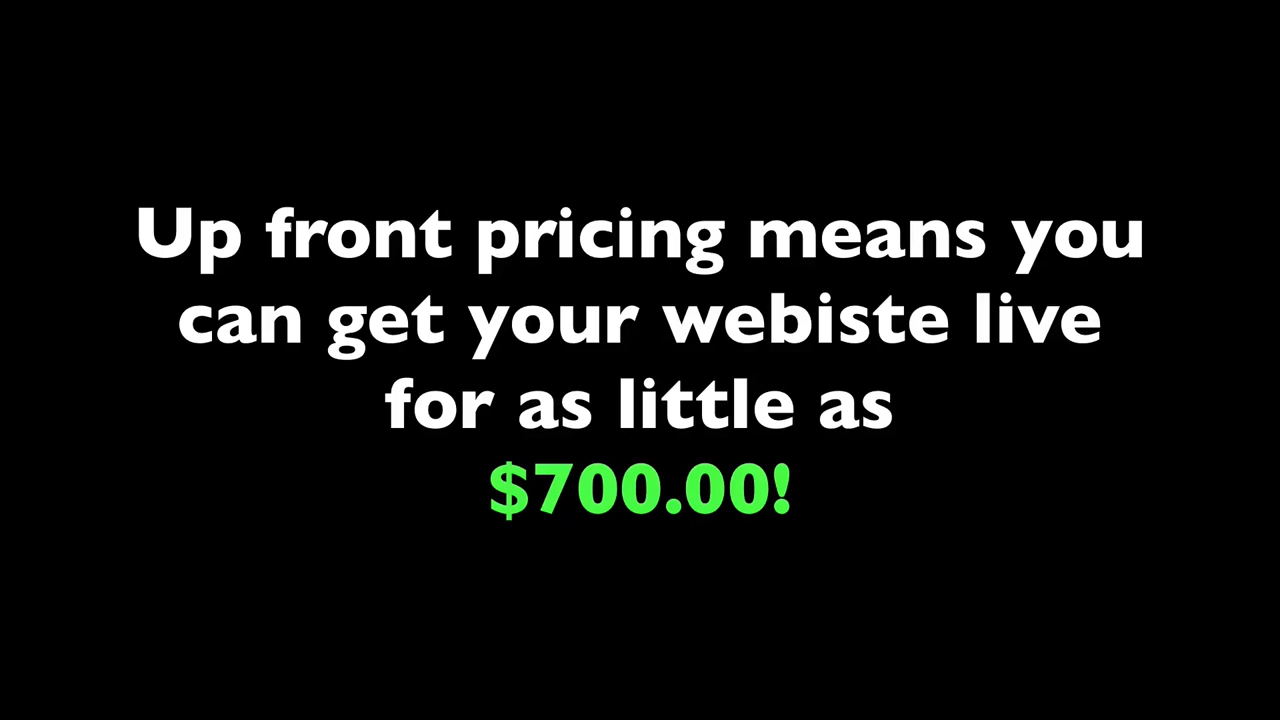 Up front pricing means you
can get your webiste live
for as little as
$700.00!